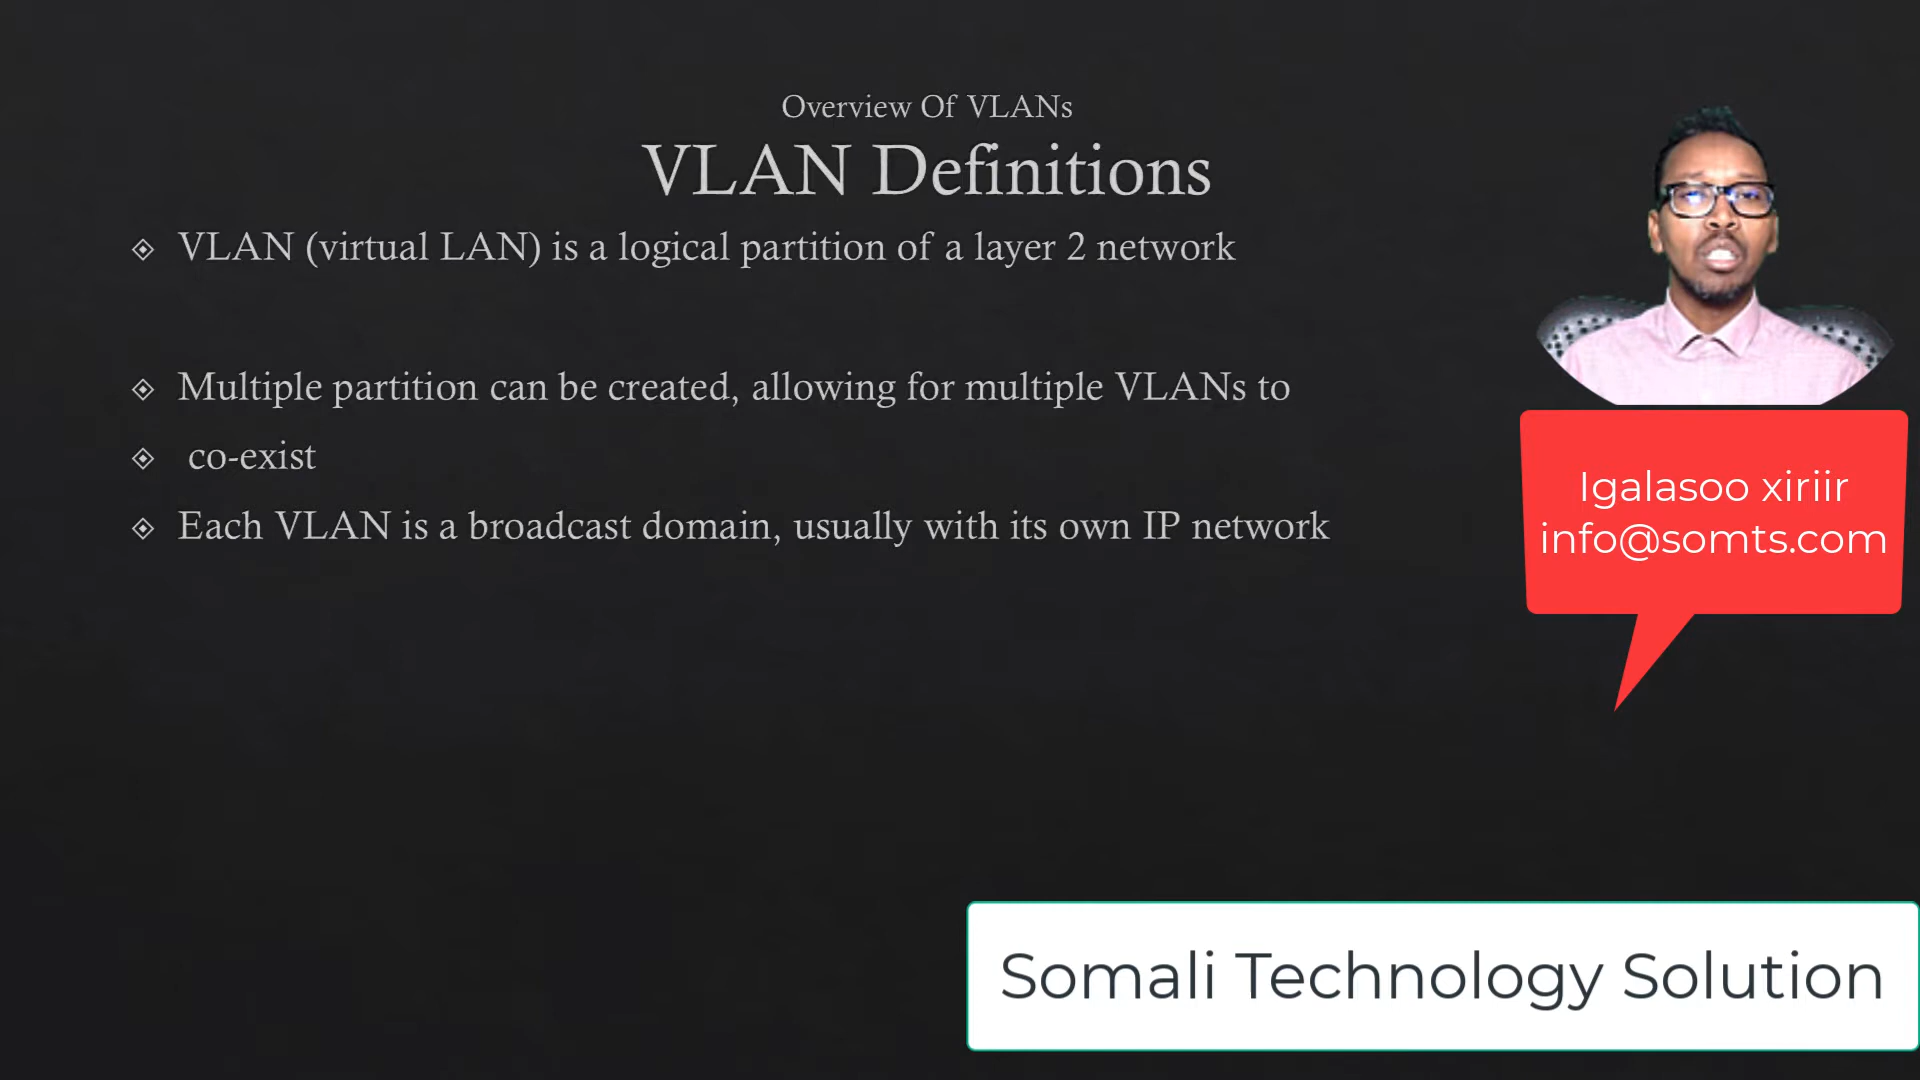 Overview Of VLANs
VLAN Definitions
VLAN (virtual LAN) is a logical partition of a layer 2 network
Multiple partition can be created, allowing for multiple VLANs to
co-exist
Each VLAN is a broadcast domain, usually with its own IP network
Igalasoo xiriir
info@somts.com
Somali Technology Solution